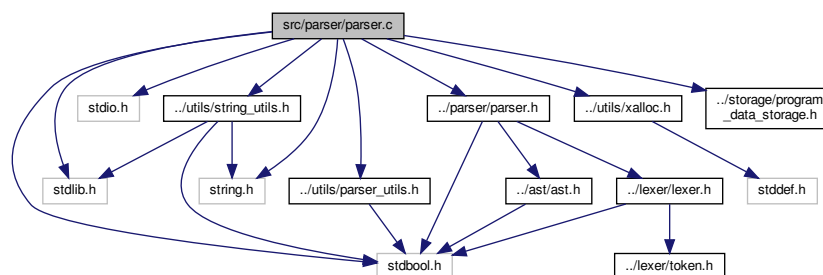 src/parser/parser.c
stdio.h
../utils/string_utils.h
../parser/parser.h
../utils/xalloc.h
../storage/program
_data_storage.h
stdlib.h
string.h
../utils/parser_utils.h
../ast/ast.h
../lexer/lexer.h
stddef.h
stdbool.h
../lexer/token.h